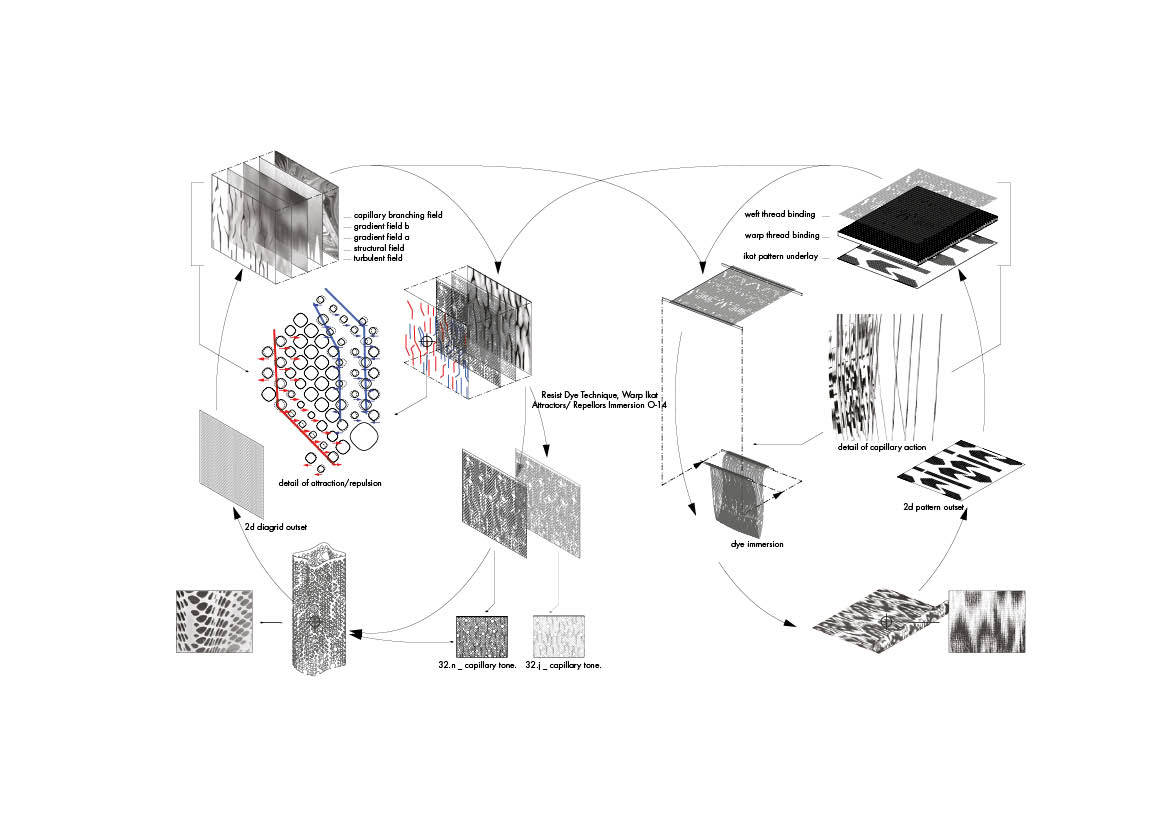 capillary branching field
gradient field b
gradient field a
structural field
turbulent field
weft thread binding
warp thread binding
ikat pattern underlay
Resist Dye Technique, Warp Ikat
Attractors/ Repellors Immersion O-14
detail of capillary action
detail of attraction/repulsion
2d pattern outset
2d diagrid outset
dye immersion
32.n _ capillary tone.
32.j _ capillary tone.